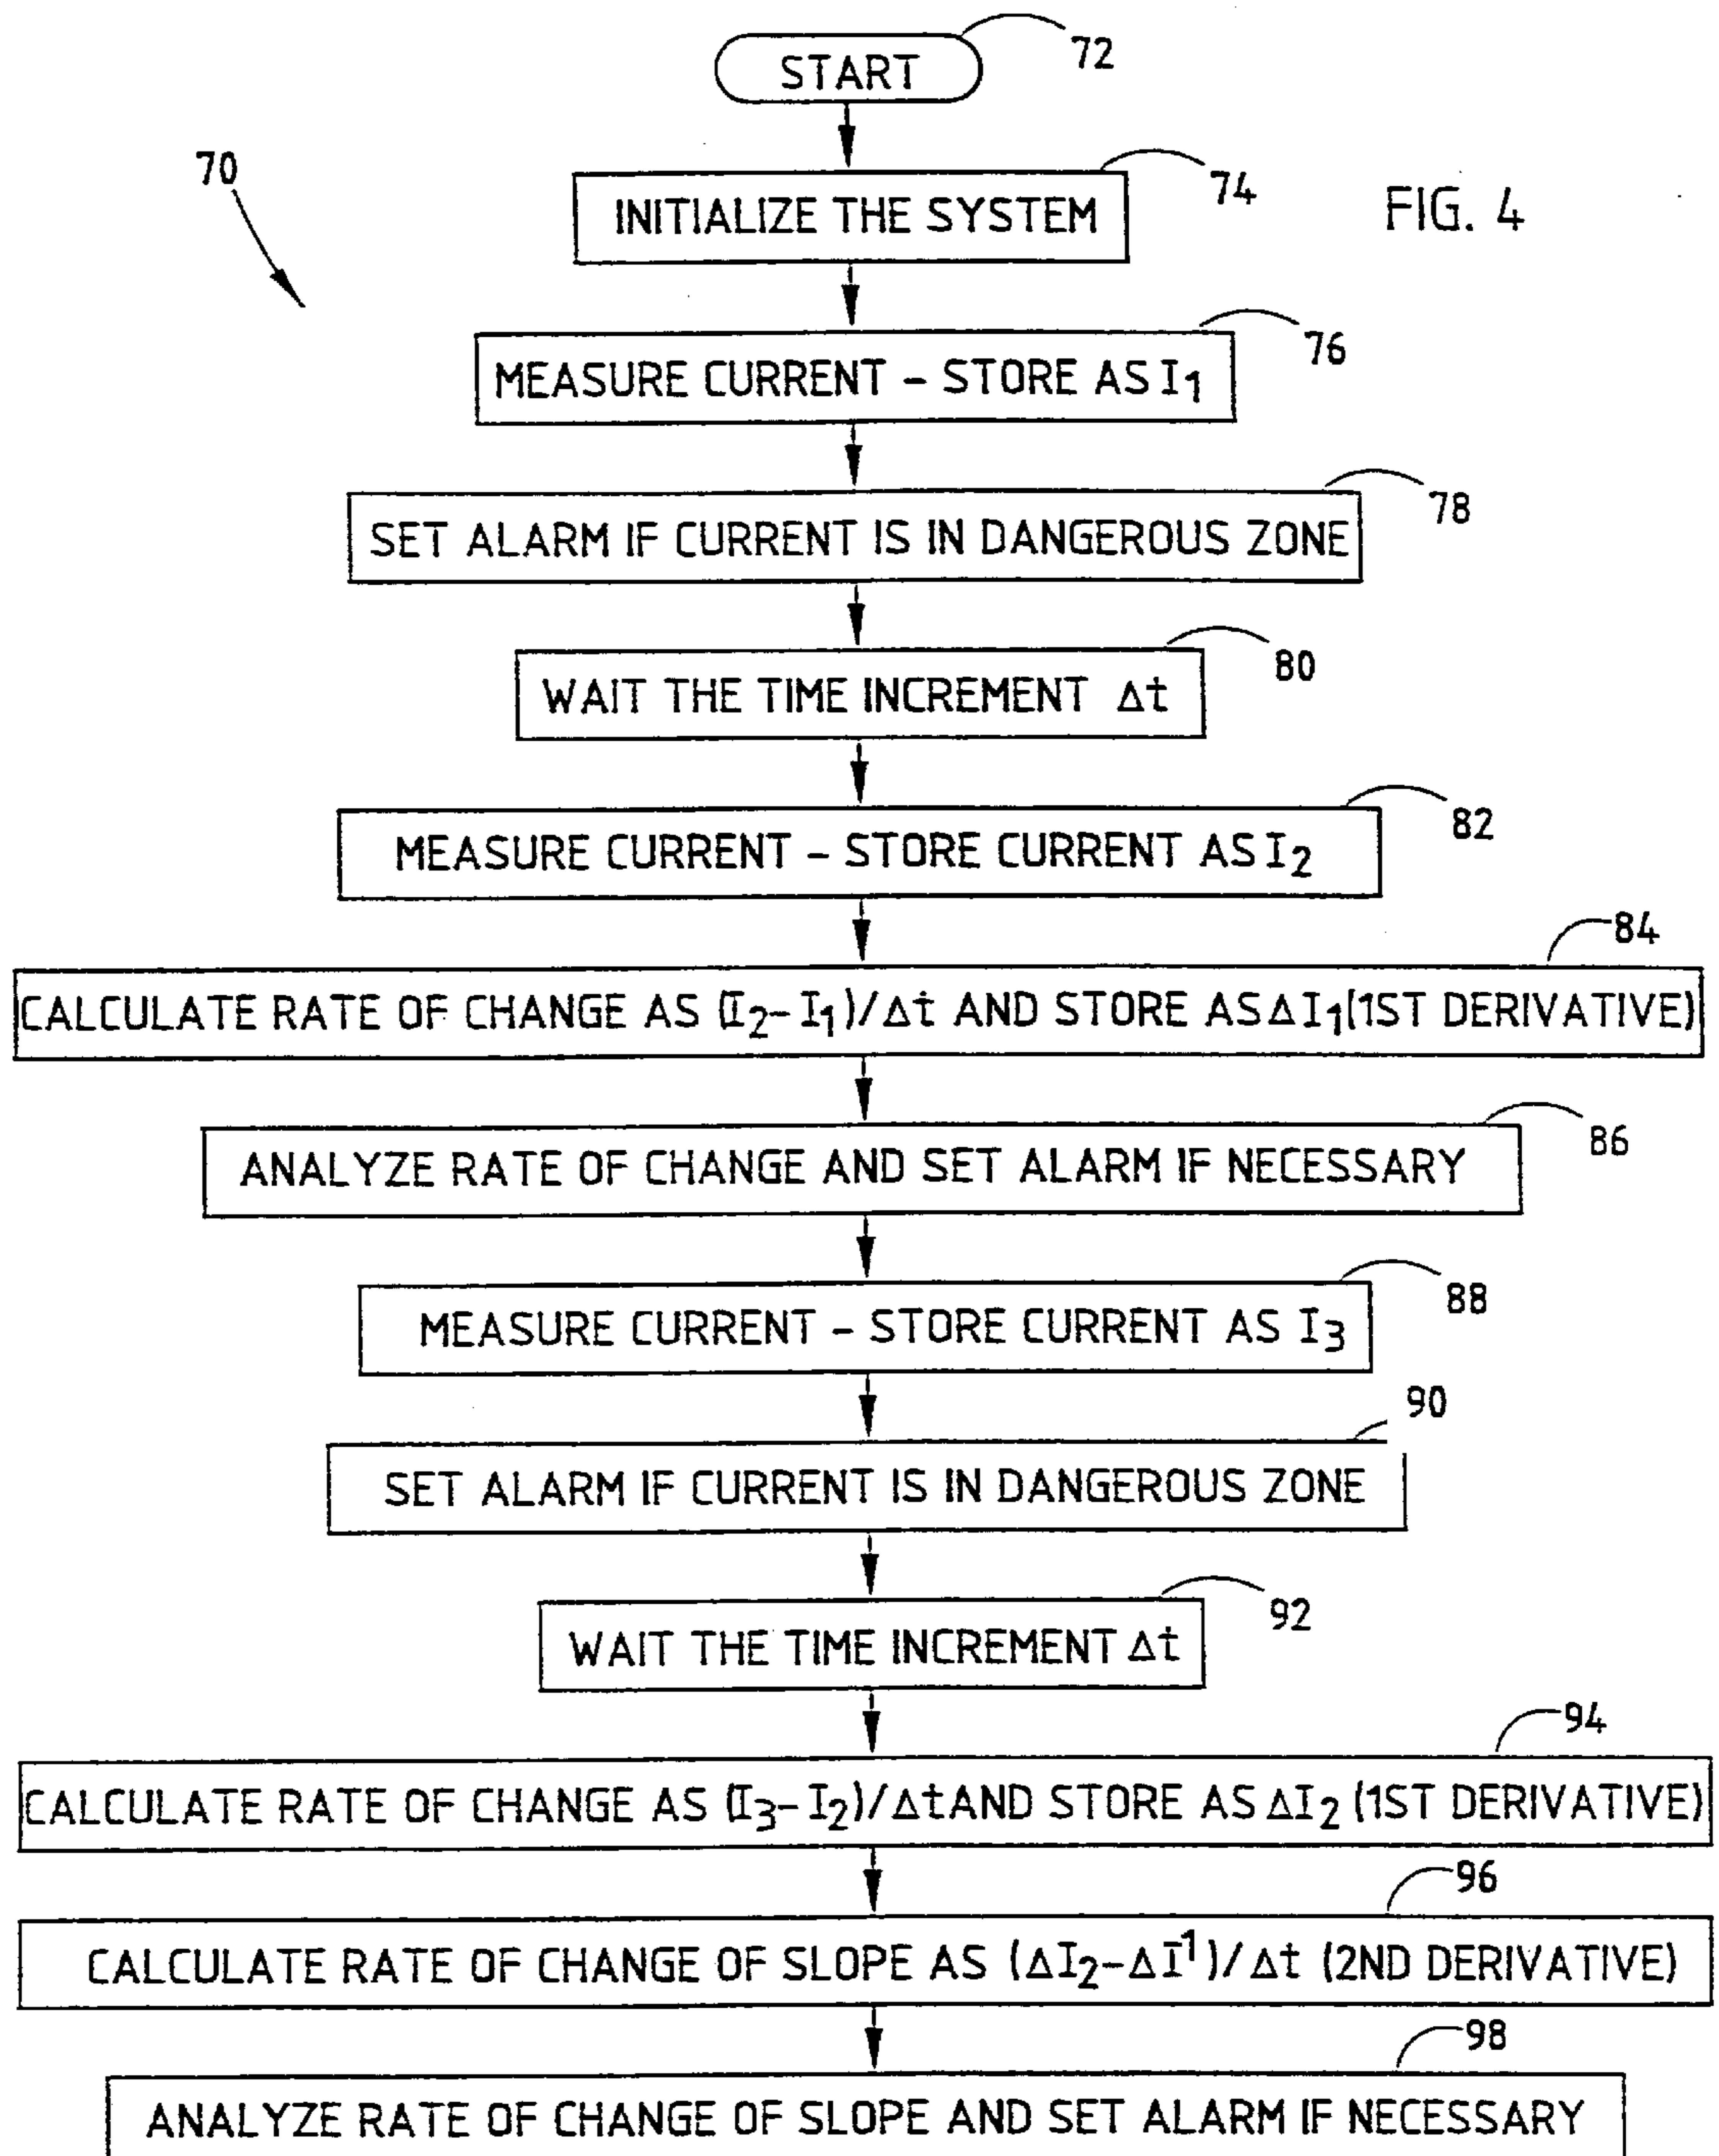 START
72
70
INITIALIZE THE SYSTEM
74
FIG. 4
MEASURE CURRENT – STORE AS I₁
76
SET ALARM IF CURRENT IS IN DANGEROUS ZONE
78
WAIT THE TIME INCREMENT Δt
80
MEASURE CURRENT – STORE CURRENT AS I₂
82
CALCULATE RATE OF CHANGE AS (I₂–I₁)/Δt AND STORE AS ΔI₁ (1ST DERIVATIVE)
84
ANALYZE RATE OF CHANGE AND SET ALARM IF NECESSARY
86
MEASURE CURRENT – STORE CURRENT AS I₃
88
SET ALARM IF CURRENT IS IN DANGEROUS ZONE
90
WAIT THE TIME INCREMENT Δt
92
CALCULATE RATE OF CHANGE AS (I₃–I₂)/Δt AND STORE AS ΔI₂ (1ST DERIVATIVE)
94
CALCULATE RATE OF CHANGE OF SLOPE AS (ΔI₂–ΔI¹)/Δt (2ND DERIVATIVE)
96
ANALYZE RATE OF CHANGE OF SLOPE AND SET ALARM IF NECESSARY
98